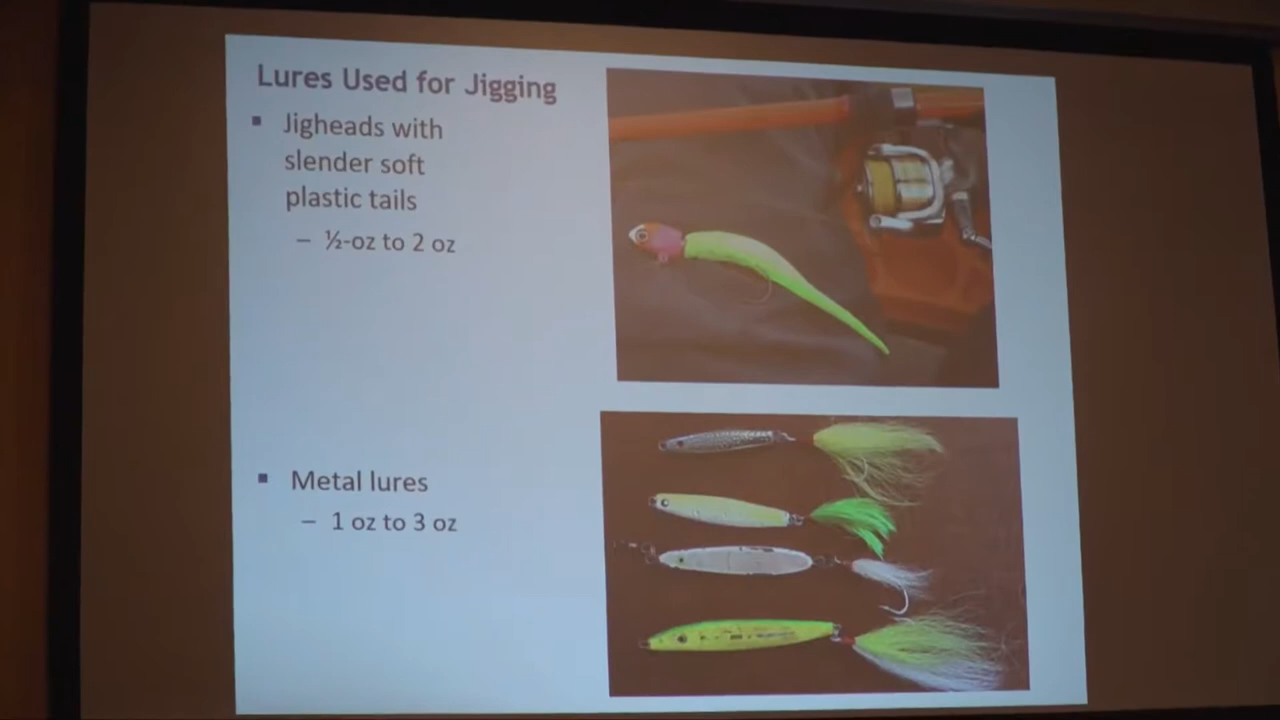 Lures Used for Jigging
▪ Jigheads with
slender soft
plastic tails
– ½-oz to 2 oz
▪ Metal lures
– 1 oz to 3 oz